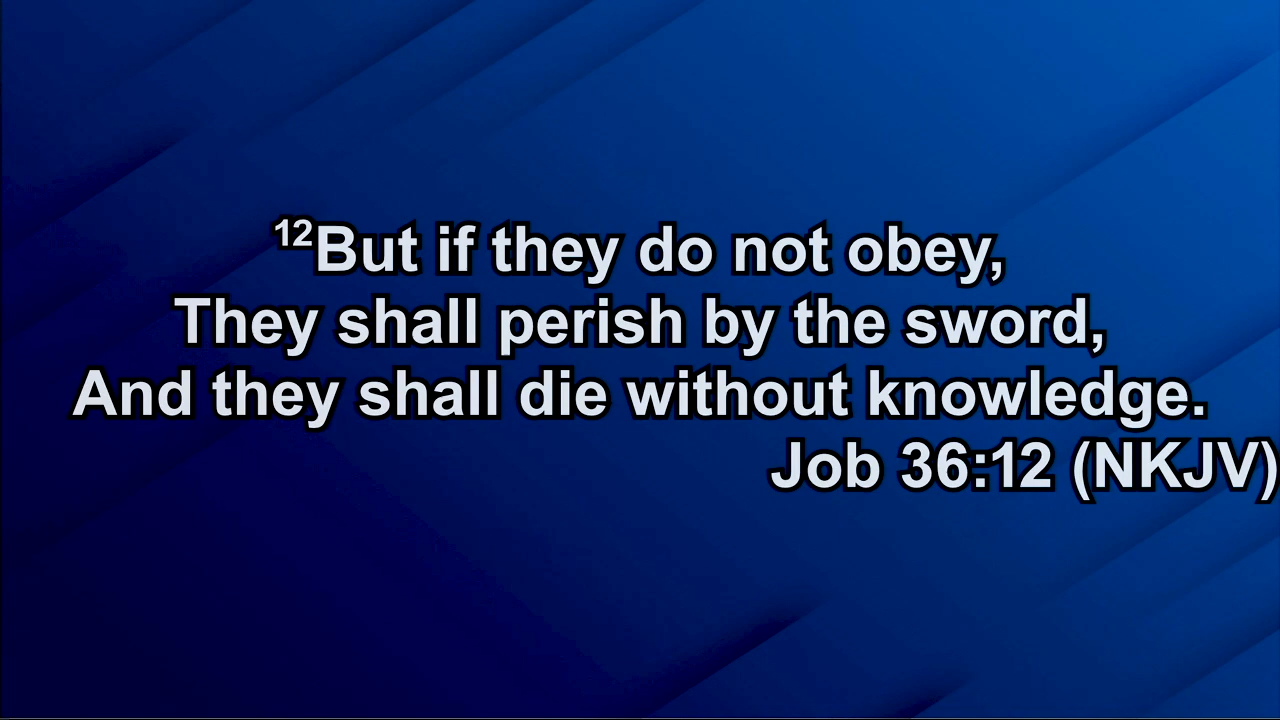 12But if they do not obey,
They shall perish by the sword,
And they shall die without knowledge.
Job 36:12 (NKJV)